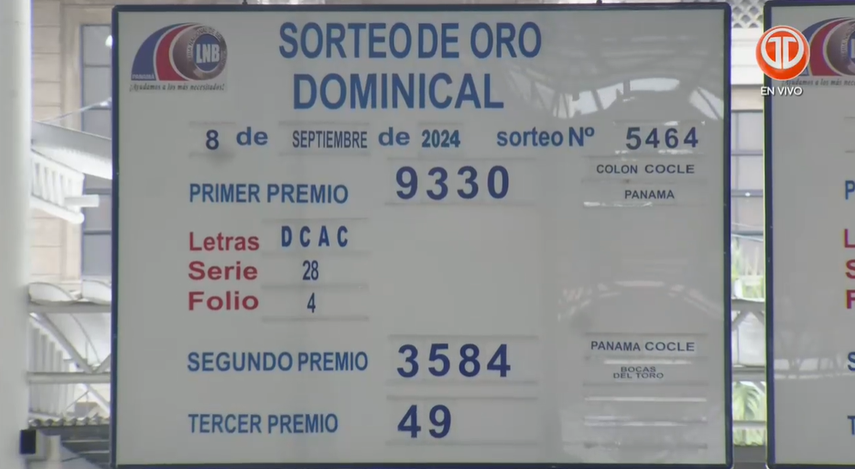 LNB
PANAMÁ
¡Ayudamos a los más necesitados!
SORTEO DE ORO
DOMINICAL
EN VIVO
8 de SEPTIEMBRE de 2024 sorteo Nº 5464
PRIMER PREMIO 9330 COLON COCLE
PANAMA
Letras DCAC
Serie 28
Folio 4
SEGUNDO PREMIO 3584 PANAMA COCLE
BOCAS
DEL TORO
TERCER PREMIO 49